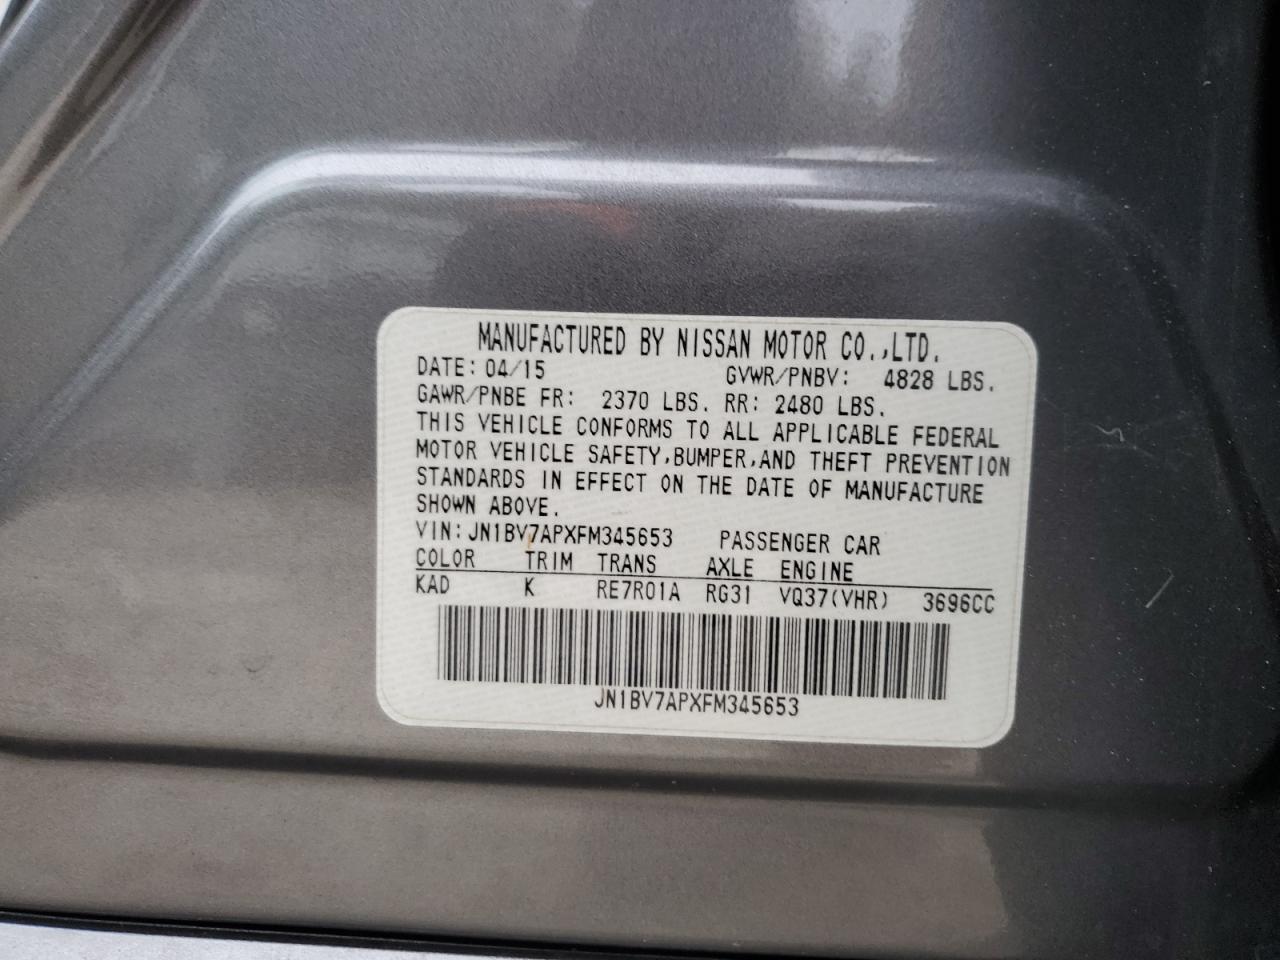 MANUFACTURED BY NISSAN MOTOR CO.,LTD.
DATE: 04/15 GVWR/PNBV: 4828 LBS.
GAWR/PNBE FR: 2370 LBS. RR: 2480 LBS.
THIS VEHICLE CONFORMS TO ALL APPLICABLE FEDERAL
MOTOR VEHICLE SAFETY,BUMPER,AND THEFT PREVENTION
STANDARDS IN EFFECT ON THE DATE OF MANUFACTURE
SHOWN ABOVE.
VIN:JN1BV7APXFM345653 PASSENGER CAR
COLOR TRIM TRANS AXLE ENGINE
KAD K RE7R01A RG31 VQ37(VHR) 3696CC
JN1BV7APXFM345653